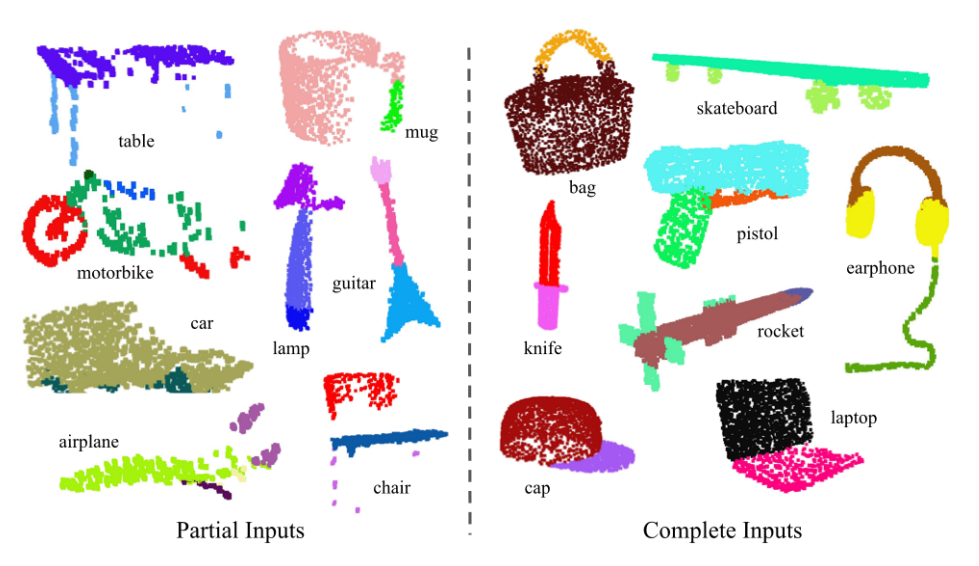 table
mug
motorbike
guitar
car
lamp
airplane
chair
Partial Inputs
skateboard
bag
pistol
earphone
knife
rocket
laptop
cap
Complete Inputs